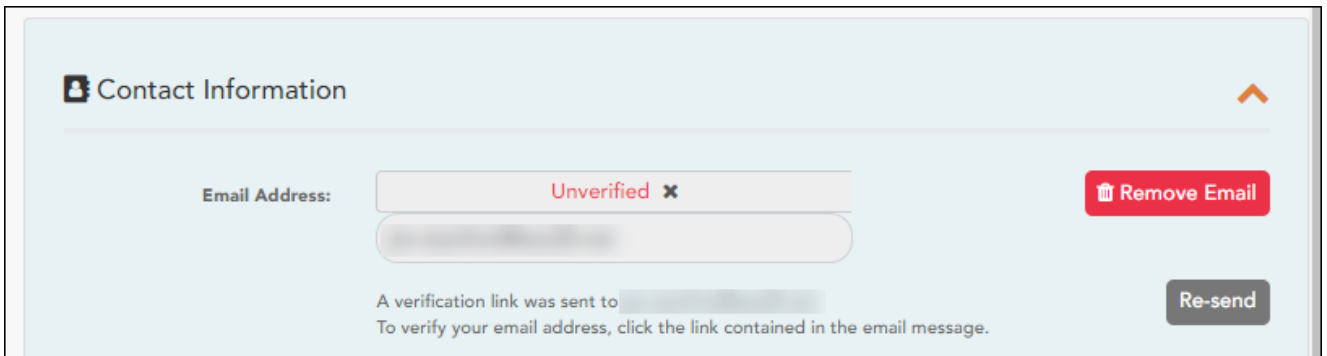 Contact Information
Email Address:
Unverified ✖
Remove Email
A verification link was sent to
Re-send
To verify your email address, click the link contained in the email message.